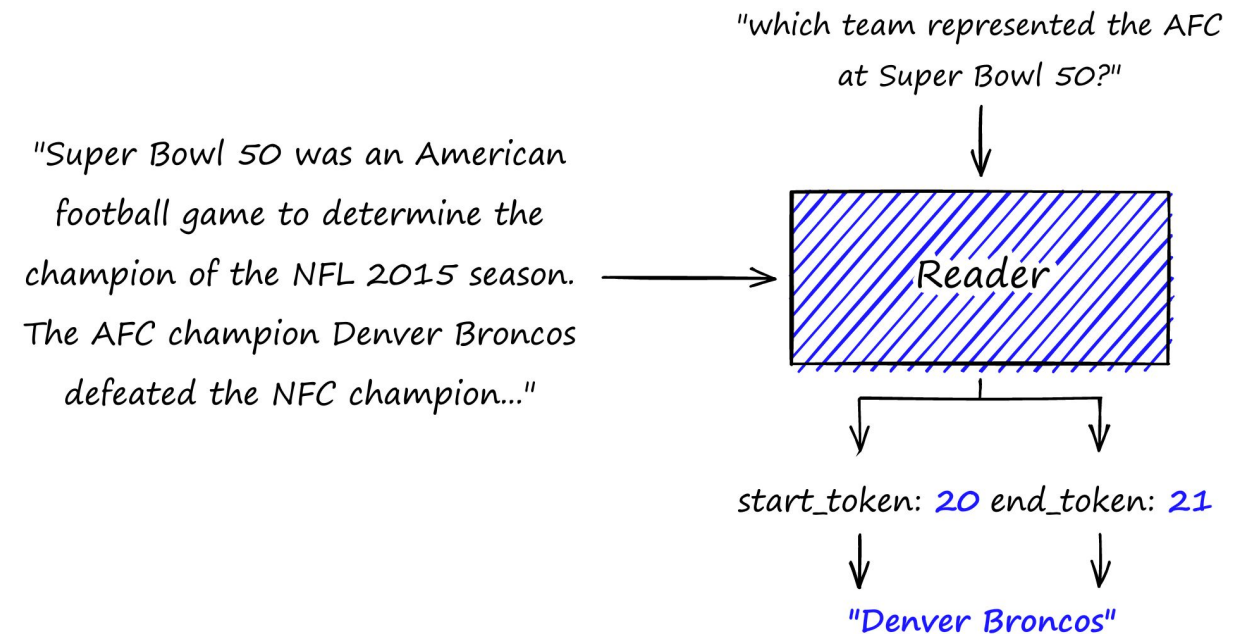 "which team represented the AFC
at Super Bowl 50?"
"Super Bowl 50 was an American
football game to determine the
champion of the NFL 2015 season.
The AFC champion Denver Broncos
defeated the NFC champion..."
Reader
start_token: 20 end_token: 21
"Denver Broncos"